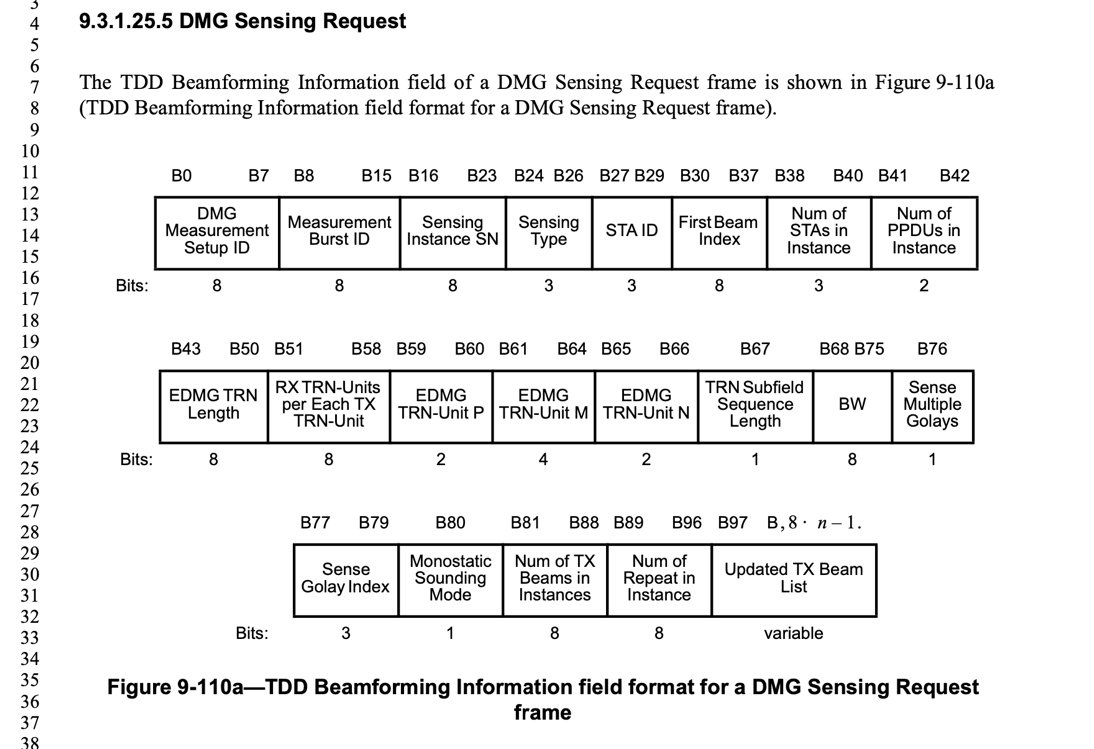 3
4
5
6
7
8
9
10
11
12
13
14
15
16
17
18
19
20
21
22
23
24
25
26
27
28
29
30
31
32
33
34
35
36
37
38
9.3.1.25.5 DMG Sensing Request
The TDD Beamforming Information field of a DMG Sensing Request frame is shown in Figure 9-110a
(TDD Beamforming Information field format for a DMG Sensing Request frame).
B0 B7 B8 B15 B16 B23 B24 B26 B27 B29 B30 B37 B38 B40 B41 B42
DMG
Measurement
Setup ID
Measurement
Burst ID
Sensing
Instance SN
Sensing
Type
STA ID
First Beam
Index
Num of
STAs in
Instance
Num of
PPDUs in
Instance
Bits: 8 8 8 3 3 8 3 2
B43 B50 B51 B58 B59 B60 B61 B64 B65 B66 B67 B68 B75 B76
EDMG TRN
Length
RX TRN-Units
per Each TX
TRN-Unit
EDMG
TRN-Unit P
EDMG
TRN-Unit M
EDMG
TRN-Unit N
TRN Subfield
Sequence
Length
BW
Sense
Multiple
Golays
Bits: 8 8 2 4 2 1 8 1
B77 B79 B80 B81 B88 B89 B96 B97 B,8· n – 1.
Sense
Golay Index
Monostatic
Sounding
Mode
Num of TX
Beams in
Instances
Num of
Repeat in
Instance
Updated TX Beam
List
Bits: 3 1 8 8 variable
Figure 9-110a—TDD Beamforming Information field format for a DMG Sensing Request
frame